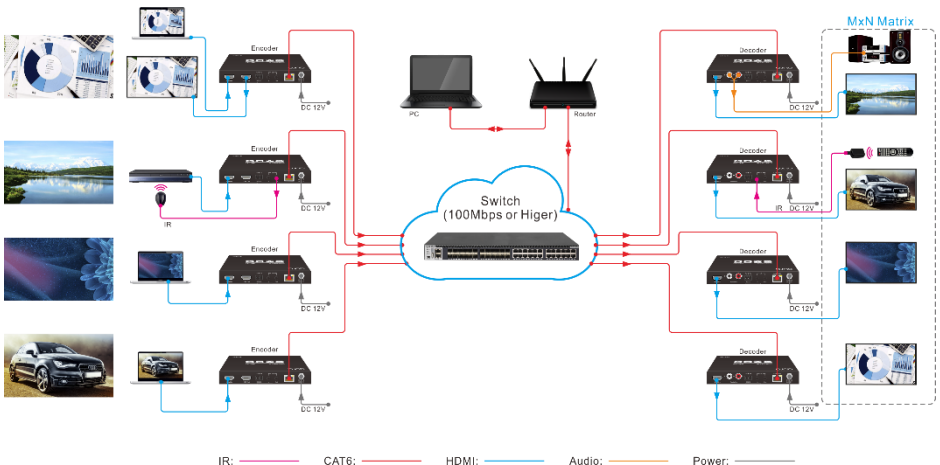 MxN Matrix
Encoder
Decoder
DC 12V
DC 12V
PC
Router
Encoder
Decoder
IR
DC 12V
IR
DC 12V
Switch
(100Mbps or Higer)
Encoder
Decoder
DC 12V
DC 12V
Encoder
Decoder
DC 12V
DC 12V
IR:
CAT6:
HDMI:
Audio:
Power: